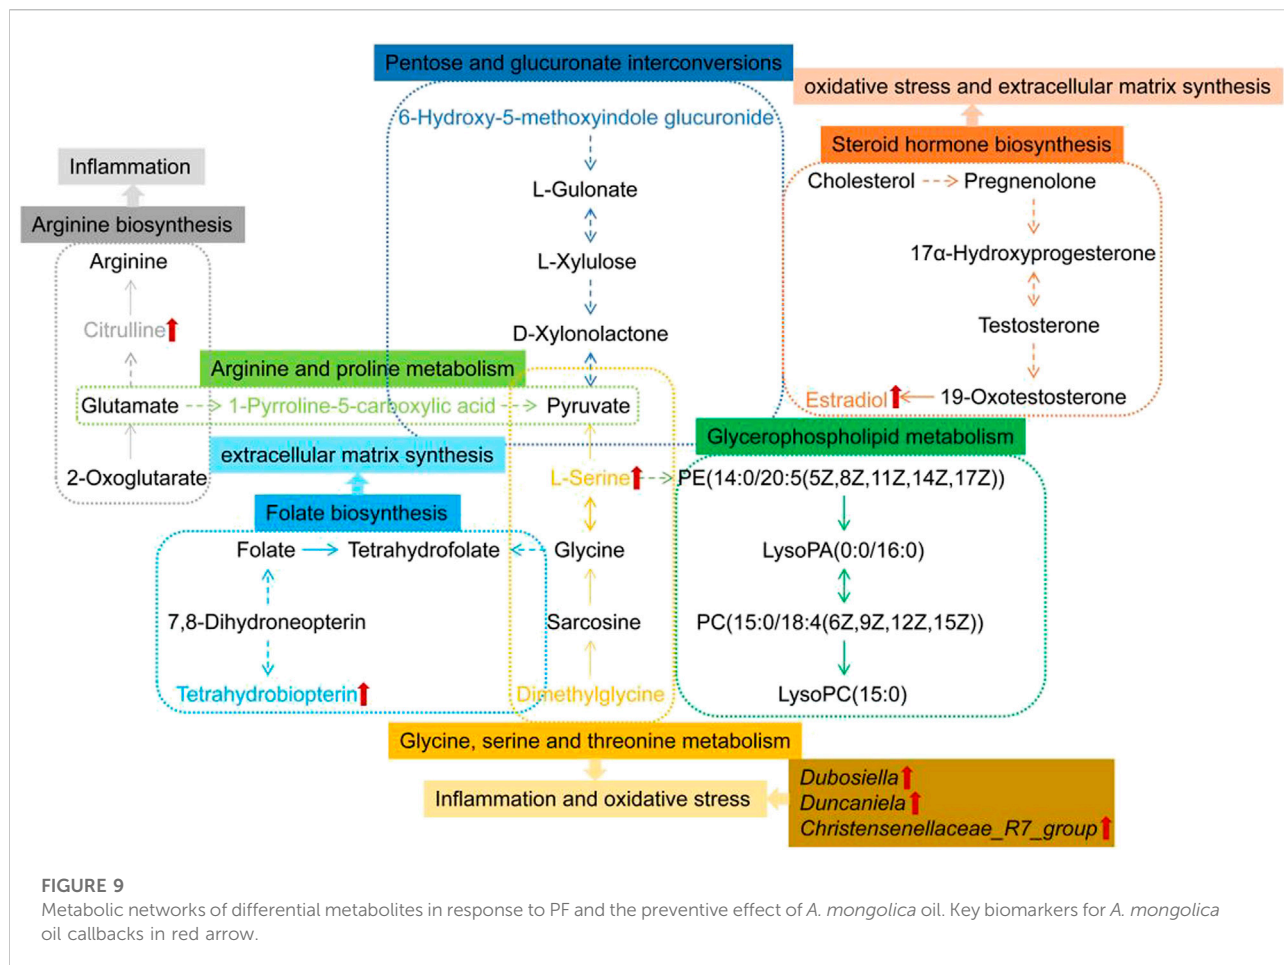 Pentose and glucuronate interconversions
6-Hydroxy-5-methoxyindole glucuronide
L-Gulonate
L-Xylulose
D-Xylonolactone
oxidative stress and extracellular matrix synthesis
Steroid hormone biosynthesis
Cholesterol
Pregnenolone
17α-Hydroxyprogesterone
Testosterone
Estradiol
19-Oxotestosterone
Inflammation
Arginine biosynthesis
Arginine
Citrulline
Arginine and proline metabolism
Glutamate
1-Pyrroline-5-carboxylic acid
Pyruvate
2-Oxoglutarate
extracellular matrix synthesis
Folate biosynthesis
Folate
Tetrahydrofolate
7,8-Dihydroneopterin
Tetrahydrobiopterin
L-Serine
Glycine
Sarcosine
Dimethylglycine
Glycerophospholipid metabolism
PE(14:0/20:5(5Z,8Z,11Z,14Z,17Z))
LysoPA(0:0/16:0)
PC(15:0/18:4(6Z,9Z,12Z,15Z))
LysoPC(15:0)
Glycine, serine and threonine metabolism
Inflammation and oxidative stress
Dubosiella
Duncaniela
Christensenellaceae_R7_group
FIGURE 9
Metabolic networks of differential metabolites in response to PF and the preventive effect of A. mongolica oil. Key biomarkers for A. mongolica
oil callbacks in red arrow.